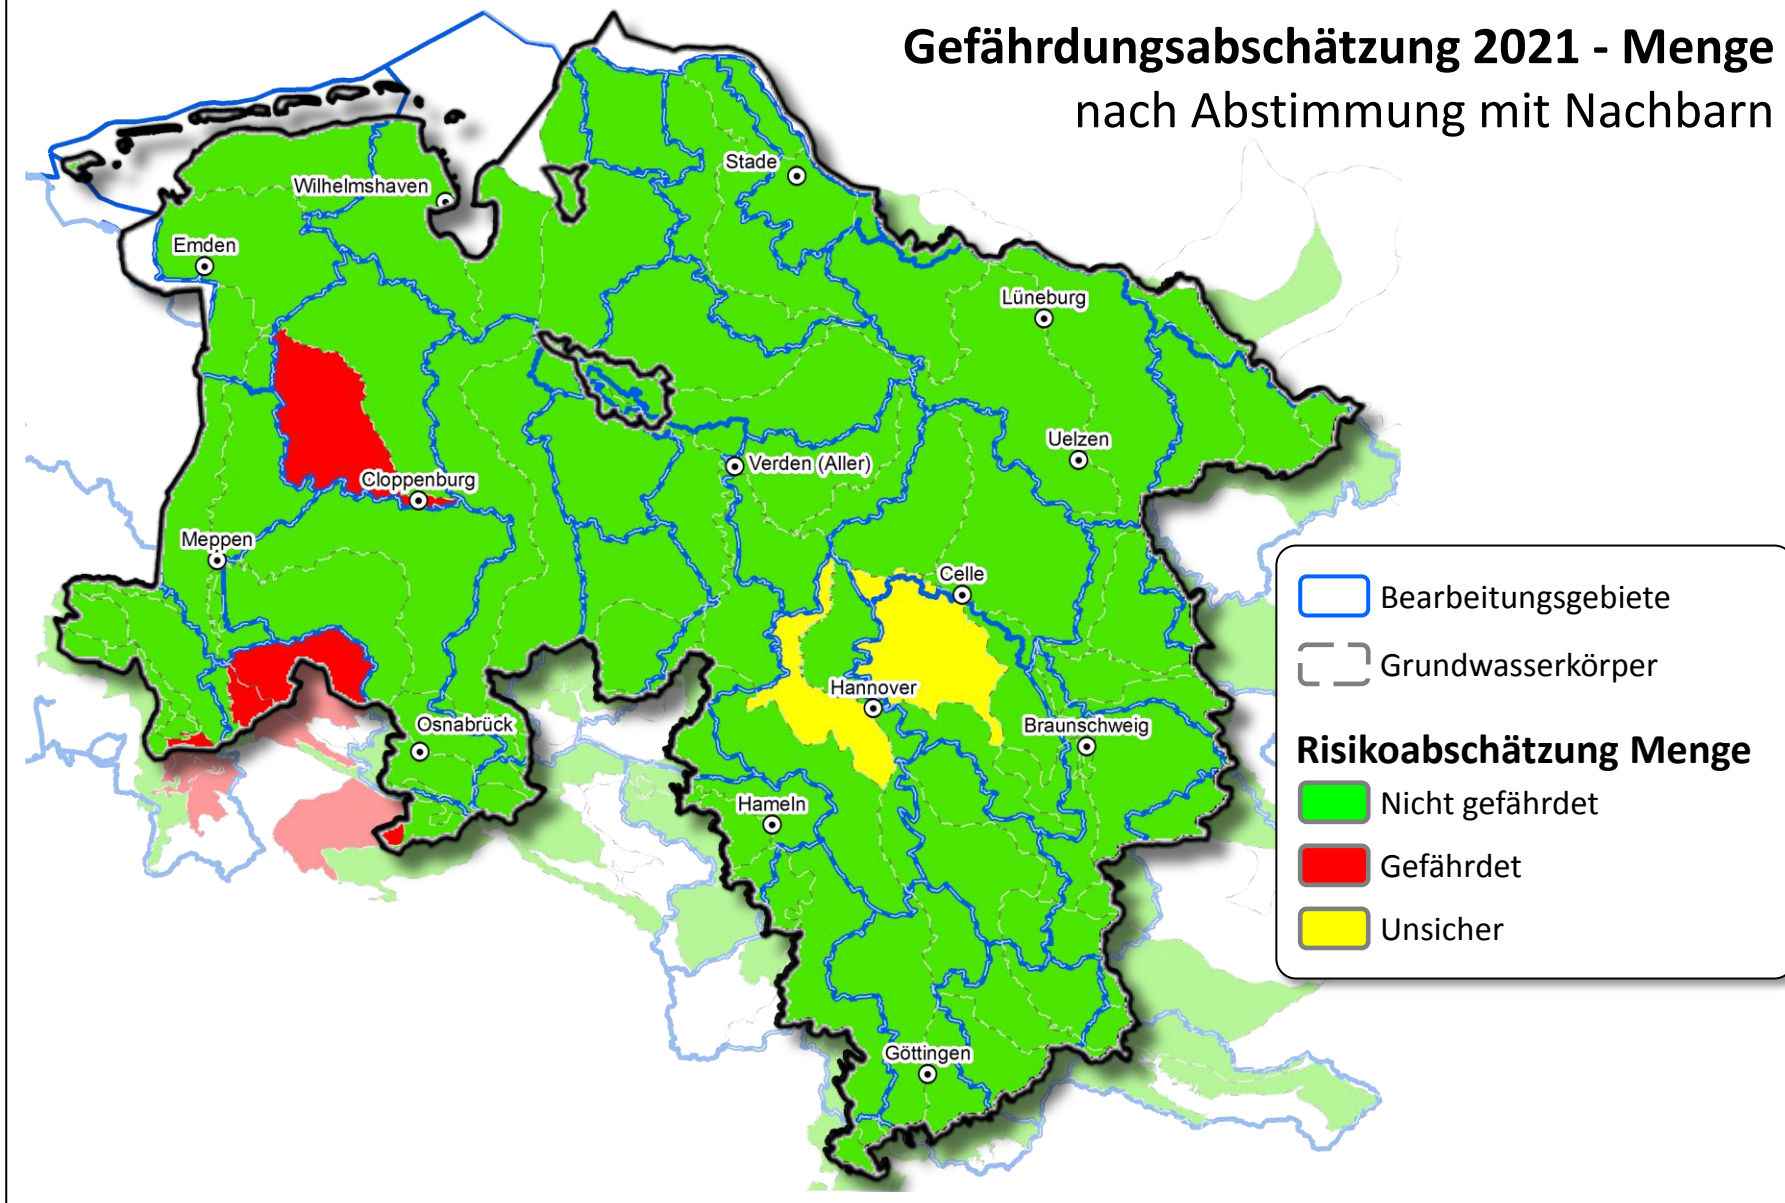 Gefährdungsabschätzung 2021 - Menge
nach Abstimmung mit Nachbarn
Stade
Wilhelmshaven
Emden
Lüneburg
Uelzen
Verden (Aller)
Cloppenburg
Meppen
Celle
Hannover
Osnabrück
Braunschweig
Hameln
Göttingen
Bearbeitungsgebiete
Grundwasserkörper
Risikoabschätzung Menge
Nicht gefährdet
Gefährdet
Unsicher